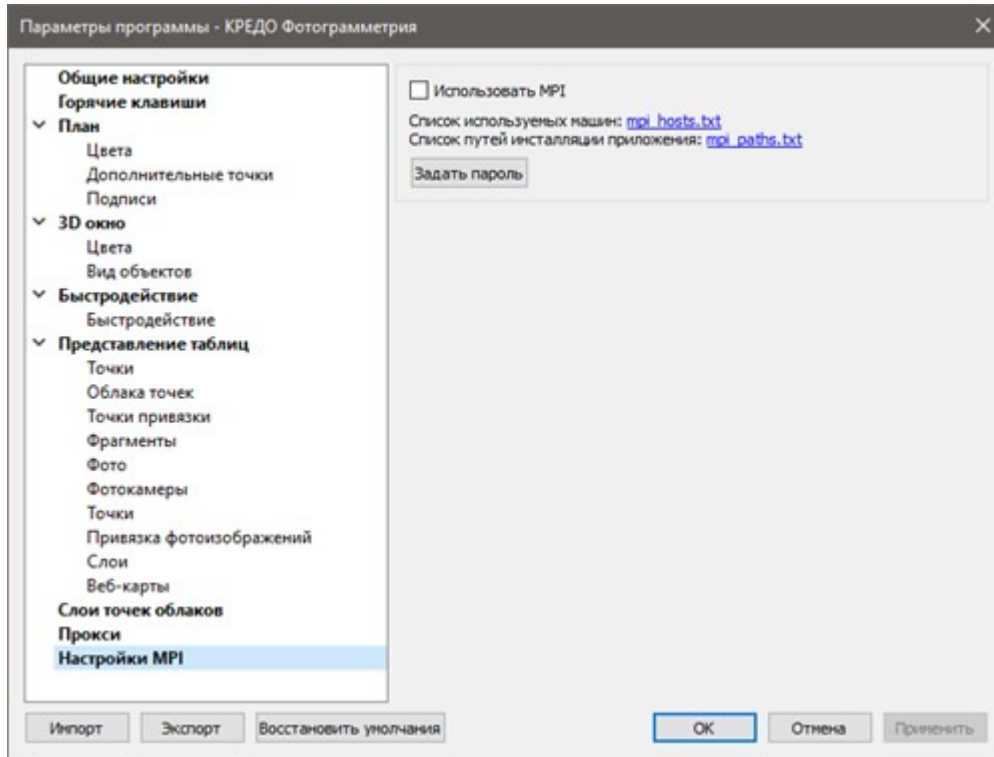 Параметры программы - КРЕДО Фотограмметрия
Общие настройки
Горячие клавиши
План
Цвета
Дополнительные точки
Подписи
3D окно
Цвета
Вид объектов
Быстродействие
Быстродействие
Представление таблиц
Точки
Облака точек
Точки привязки
Фрагменты
Фото
Фотокамеры
Точки
Привязка фотоизображений
Слои
Веб-карты
Слои точек облаков
Прокси
Настройки MPI
Использовать MPI
Список используемых машин: mpi_hosts.txt
Список путей инсталляции приложения: mpi_paths.txt
Задать пароль
Импорт Экспорт Восстановить умолчания OK Отмена Применить